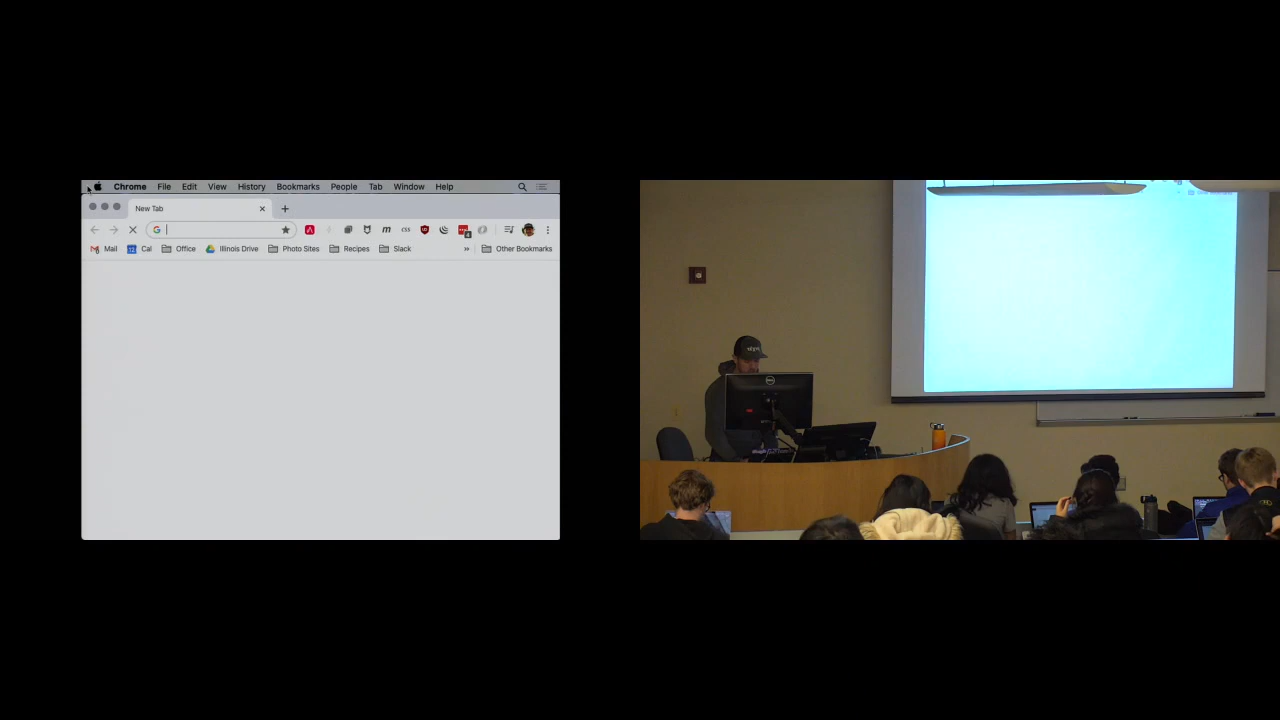 Chrome File Edit View History Bookmarks People Tab Window Help
New Tab
Mail Cal Office Illinois Drive Photo Sites Recipes Slack » Other Bookmarks